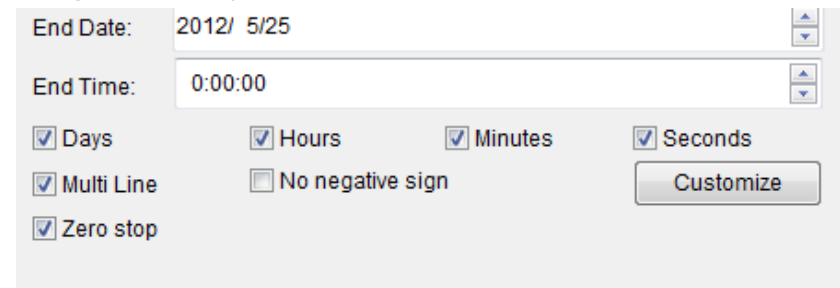 End Date: 2012/ 5/25
End Time: 0:00:00
Days Hours Minutes Seconds
Multi Line No negative sign Customize
Zero stop